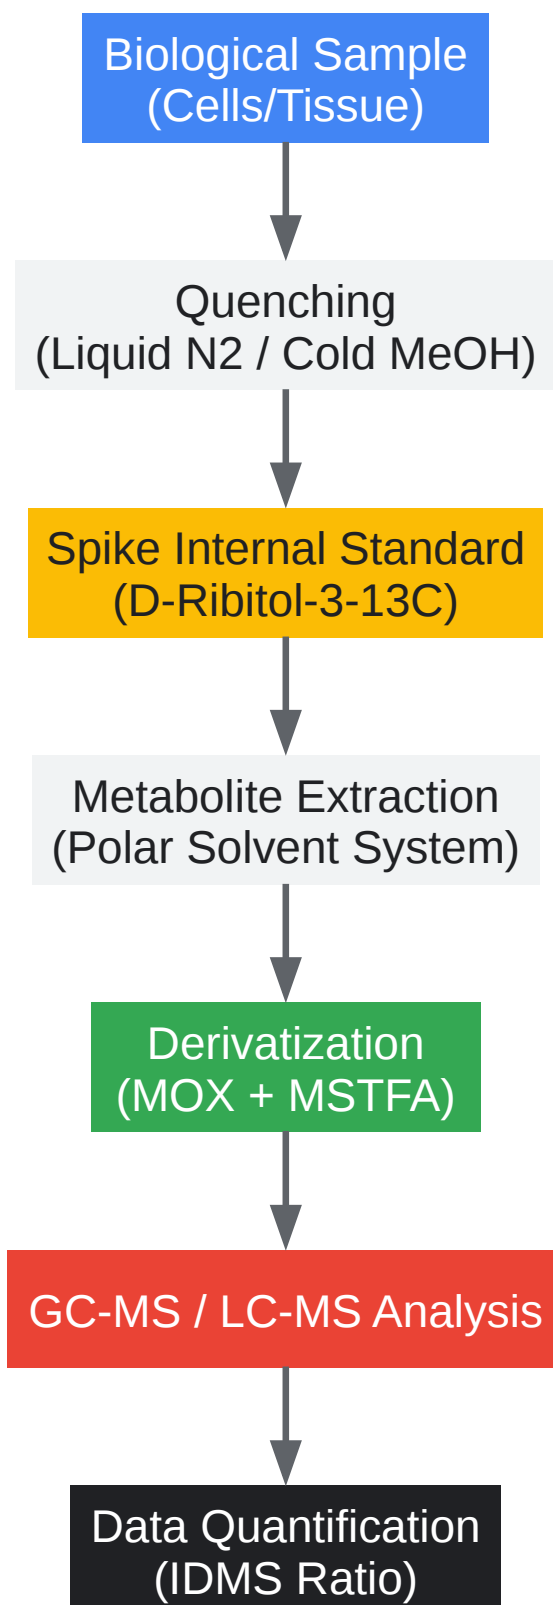 Biological Sample
(Cells/Tissue)
Quenching
(Liquid N2 / Cold MeOH)
Spike Internal Standard
(D-Ribitol-3-13C)
Metabolite Extraction
(Polar Solvent System)
Derivatization
(MOX + MSTFA)
GC-MS / LC-MS Analysis
Data Quantification
(IDMS Ratio)